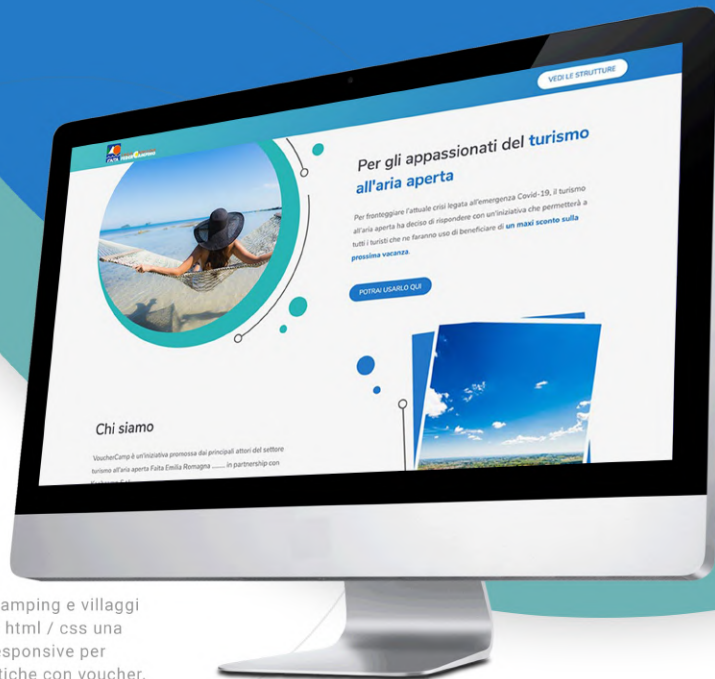 VEDI LE STRUTTURE
FAITA
Per gli appassionati del turismo
all'aria aperta
Per fronteggiare l'attuale crisi legata all'emergenza Covid-19, il turismo
all'aria aperta ha deciso di rispondere con un'iniziativa che permetterà a
tutti i turisti che ne faranno uso di beneficiare di un maxi sconto sulla
prossima vacanza.
POTRAI USARLO QUI
Chi siamo
VoucherCamp è un'iniziativa promossa dai principali attori del settore
turismo all'aria aperta Faita Emilia Romagna ____ in partnership con
amping e villaggi
html / css una
esponsive per
tiche con voucher.